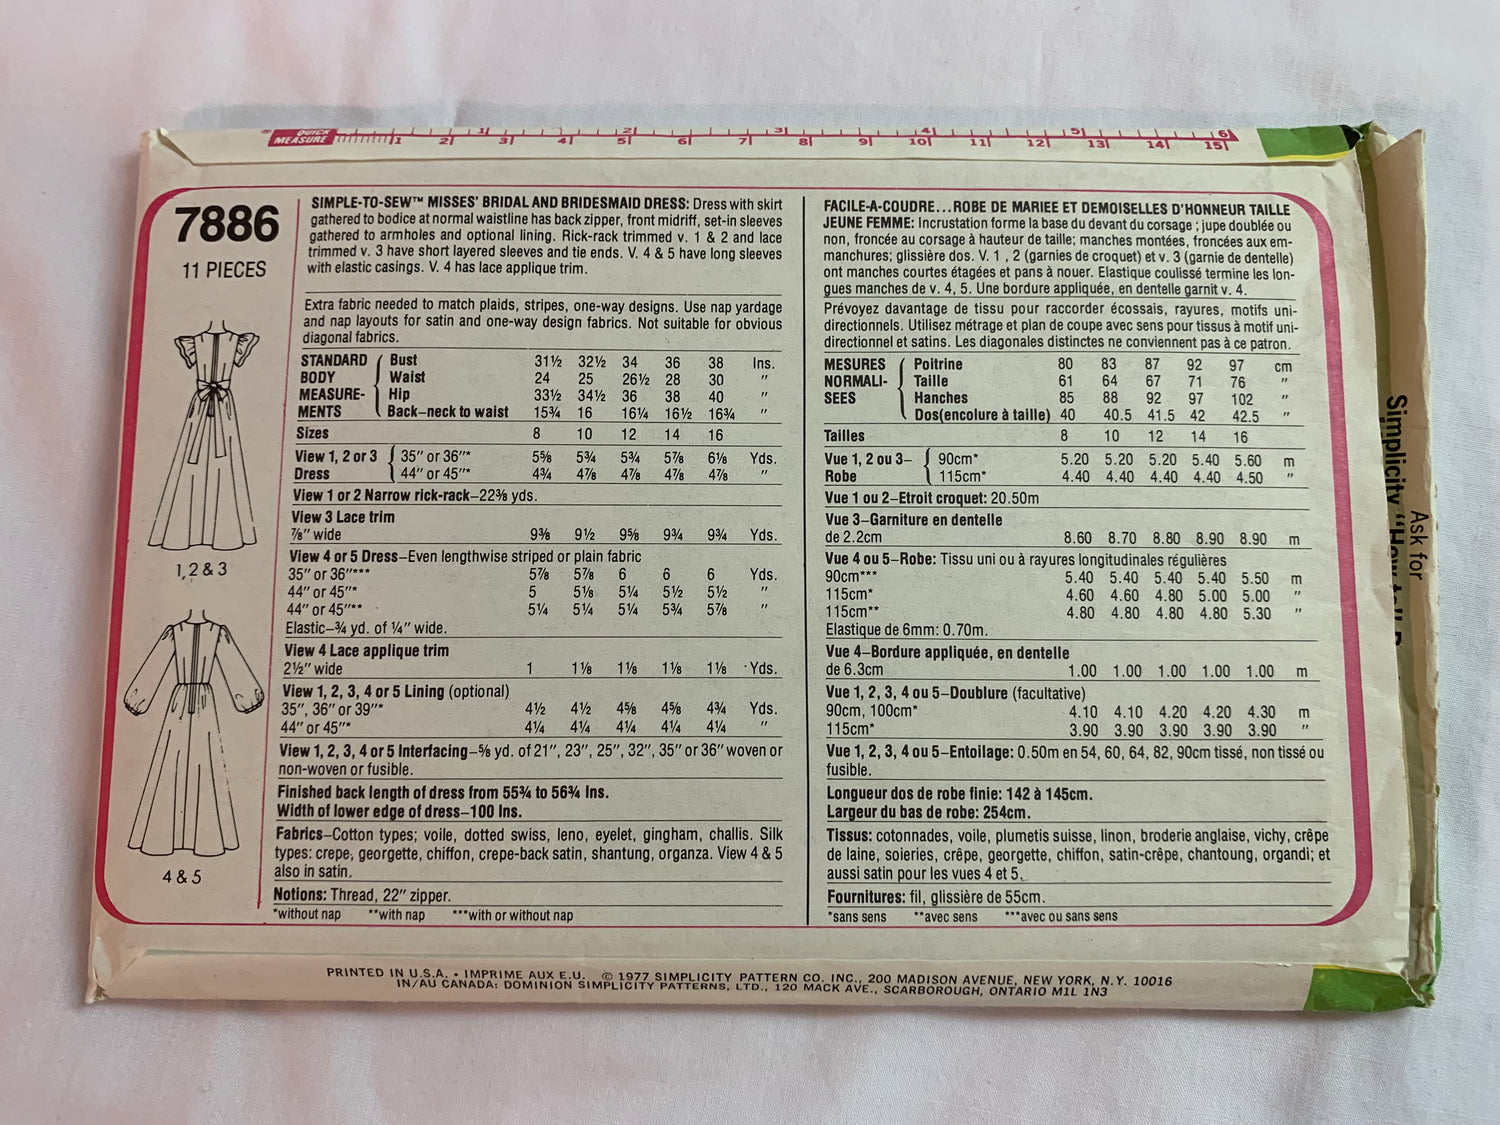 QUICK MEASURE
1 2 3 4 5 6
1 2 3 4 5 6 7 8 9 10 11 12 13 14 15
7886
11 PIECES
1, 2 & 3
4 & 5
SIMPLE-TO-SEW™ MISSES' BRIDAL AND BRIDESMAID DRESS: Dress with skirt
gathered to bodice at normal waistline has back zipper, front midriff, set-in sleeves
gathered to armholes and optional lining. Rick-rack trimmed v. 1 & 2 and lace
trimmed v. 3 have short layered sleeves and tie ends. V. 4 & 5 have long sleeves
with elastic casings. V. 4 has lace applique trim.
Extra fabric needed to match plaids, stripes, one-way designs. Use nap yardage
and nap layouts for satin and one-way design fabrics. Not suitable for obvious
diagonal fabrics.
STANDARD Bust 31½ 32½ 34 36 38 Ins.
BODY Waist 24 25 26½ 28 30 "
MEASURE- Hip 33½ 34½ 36 38 40 "
MENTS Back–neck to waist 15¾ 16 16¼ 16½ 16¾ "
Sizes 8 10 12 14 16
View 1, 2 or 3 35" or 36"* 5⅝ 5¾ 5¾ 5⅞ 6⅛ Yds.
Dress 44" or 45"* 4¾ 4⅞ 4⅞ 4⅞ 4⅞ "
View 1 or 2 Narrow rick-rack–22⅜ yds.
View 3 Lace trim
⅞" wide 9⅜ 9½ 9⅝ 9¾ 9¾ Yds.
View 4 or 5 Dress–Even lengthwise striped or plain fabric
35" or 36"*** 5⅞ 5⅞ 6 6 6 Yds.
44" or 45"* 5 5⅛ 5¼ 5½ 5½ "
44" or 45"** 5¼ 5¼ 5¼ 5¾ 5⅞ "
Elastic–¾ yd. of ¼" wide.
View 4 Lace applique trim
2½" wide 1 1⅛ 1⅛ 1⅛ 1⅛ Yds.
View 1, 2, 3, 4 or 5 Lining (optional)
35", 36" or 39"* 4½ 4½ 4⅝ 4⅝ 4¾ Yds.
44" or 45"* 4¼ 4¼ 4¼ 4¼ 4¼ "
View 1, 2, 3, 4 or 5 Interfacing–⅝ yd. of 21", 23", 25", 32", 35" or 36" woven or
non-woven or fusible.
Finished back length of dress from 55¾ to 56¾ Ins.
Width of lower edge of dress–100 Ins.
Fabrics–Cotton types; voile, dotted swiss, leno, eyelet, gingham, challis. Silk
types: crepe, georgette, chiffon, crepe-back satin, shantung, organza. View 4 & 5
also in satin.
Notions: Thread, 22" zipper.
*without nap **with nap ***with or without nap
FACILE-A-COUDRE...ROBE DE MARIEE ET DEMOISELLES D'HONNEUR TAILLE
JEUNE FEMME: Incrustation forme la base du devant du corsage ; jupe doublée ou
non, froncée au corsage à hauteur de taille; manches montées, froncées aux em-
manchures; glissière dos. V. 1 , 2 (garnies de croquet) et v. 3 (garnie de dentelle)
ont manches courtes étagées et pans à nouer. Elastique coulissé termine les lon-
gues manches de v. 4, 5. Une bordure appliquée, en dentelle garnit v. 4.
Prévoyez davantage de tissu pour raccorder écossais, rayures, motifs uni-
directionnels. Utilisez métrage et plan de coupe avec sens pour tissus à motif uni-
directionnel et satins. Les diagonales distinctes ne conviennent pas à ce patron.
MESURES Poitrine 80 83 87 92 97 cm
NORMALI- Taille 61 64 67 71 76 "
SEES Hanches 85 88 92 97 102 "
Dos(encolure à taille) 40 40.5 41.5 42 42.5 "
Tailles 8 10 12 14 16
Vue 1, 2 ou 3– 90cm* 5.20 5.20 5.20 5.40 5.60 m
Robe 115cm* 4.40 4.40 4.40 4.40 4.50 "
Vue 1 ou 2–Etroit croquet: 20.50m
Vue 3–Garniture en dentelle
de 2.2cm 8.60 8.70 8.80 8.90 8.90 m
Vue 4 ou 5–Robe: Tissu uni ou à rayures longitudinales régulières
90cm*** 5.40 5.40 5.40 5.40 5.50 m
115cm* 4.60 4.60 4.80 5.00 5.00 "
115cm** 4.80 4.80 4.80 4.80 5.30 "
Elastique de 6mm: 0.70m.
Vue 4–Bordure appliquée, en dentelle
de 6.3cm 1.00 1.00 1.00 1.00 1.00 m
Vue 1, 2, 3, 4 ou 5–Doublure (facultative)
90cm, 100cm* 4.10 4.10 4.20 4.20 4.30 m
115cm* 3.90 3.90 3.90 3.90 3.90 "
Vue 1, 2, 3, 4 ou 5–Entoilage: 0.50m en 54, 60, 64, 82, 90cm tissé, non tissé ou
fusible.
Longueur dos de robe finie: 142 à 145cm.
Largeur du bas de robe: 254cm.
Tissus: cotonnades, voile, plumetis suisse, linon, broderie anglaise, vichy, crêpe
de laine, soieries, crêpe, georgette, chiffon, satin-crêpe, chantoung, organdi; et
aussi satin pour les vues 4 et 5.
Fournitures: fil, glissière de 55cm.
*sans sens **avec sens ***avec ou sans sens
PRINTED IN U.S.A. • IMPRIME AUX E.U. © 1977 SIMPLICITY PATTERN CO. INC., 200 MADISON AVENUE, NEW YORK, N.Y. 10016
IN/AU CANADA: DOMINION SIMPLICITY PATTERNS, LTD., 120 MACK AVE., SCARBOROUGH, ONTARIO M1L 1N3
Ask for
Simplicity